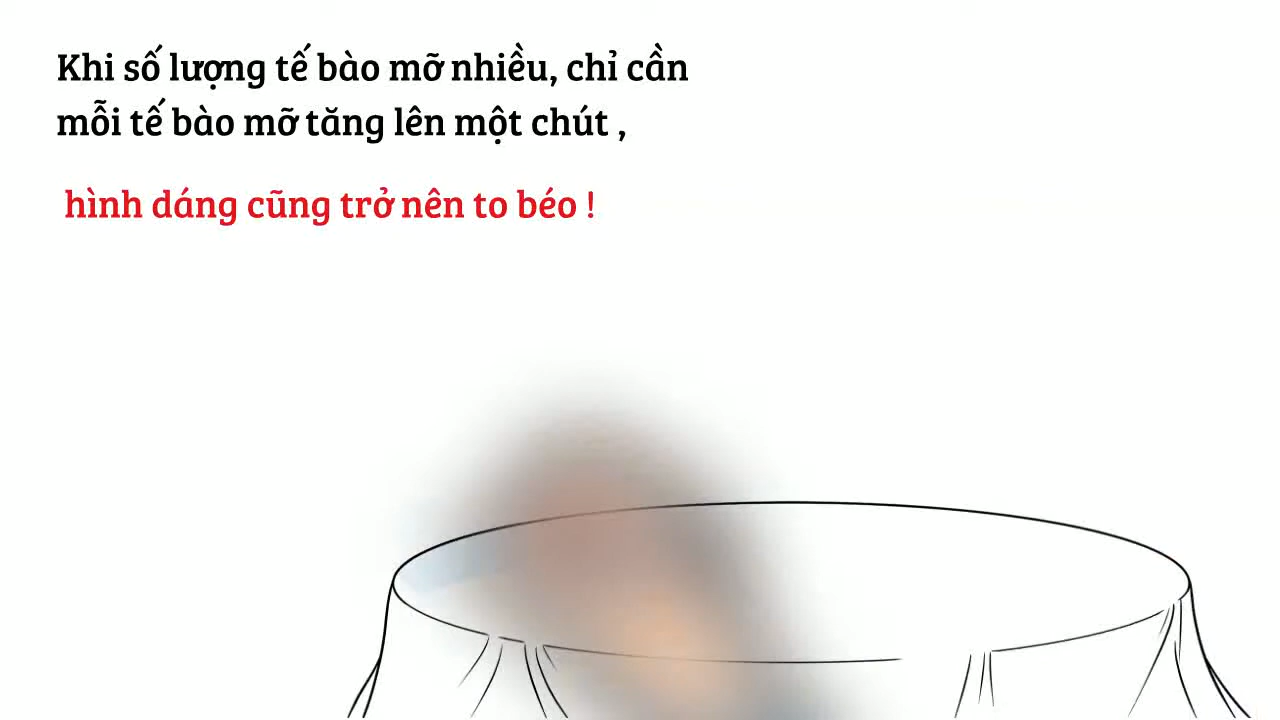 Khi số lượng tế bào mỡ nhiều, chỉ cần
mỗi tế bào mỡ tăng lên một chút ,
hình dáng cũng trở nên to béo !